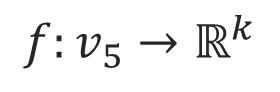 f: v₅ → ℝᵏ